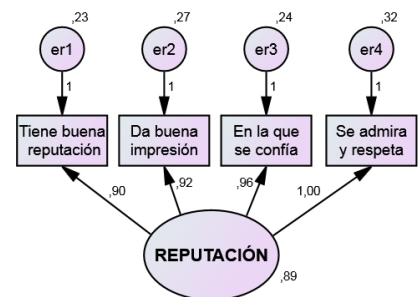 ,23
,27
,24
,32
er1
er2
er3
er4
1
1
1
1
Tiene buena
reputación
Da buena
impresión
En la que
se confía
Se admira
y respeta
,90
,92
,96
1,00
REPUTACIÓN
,89